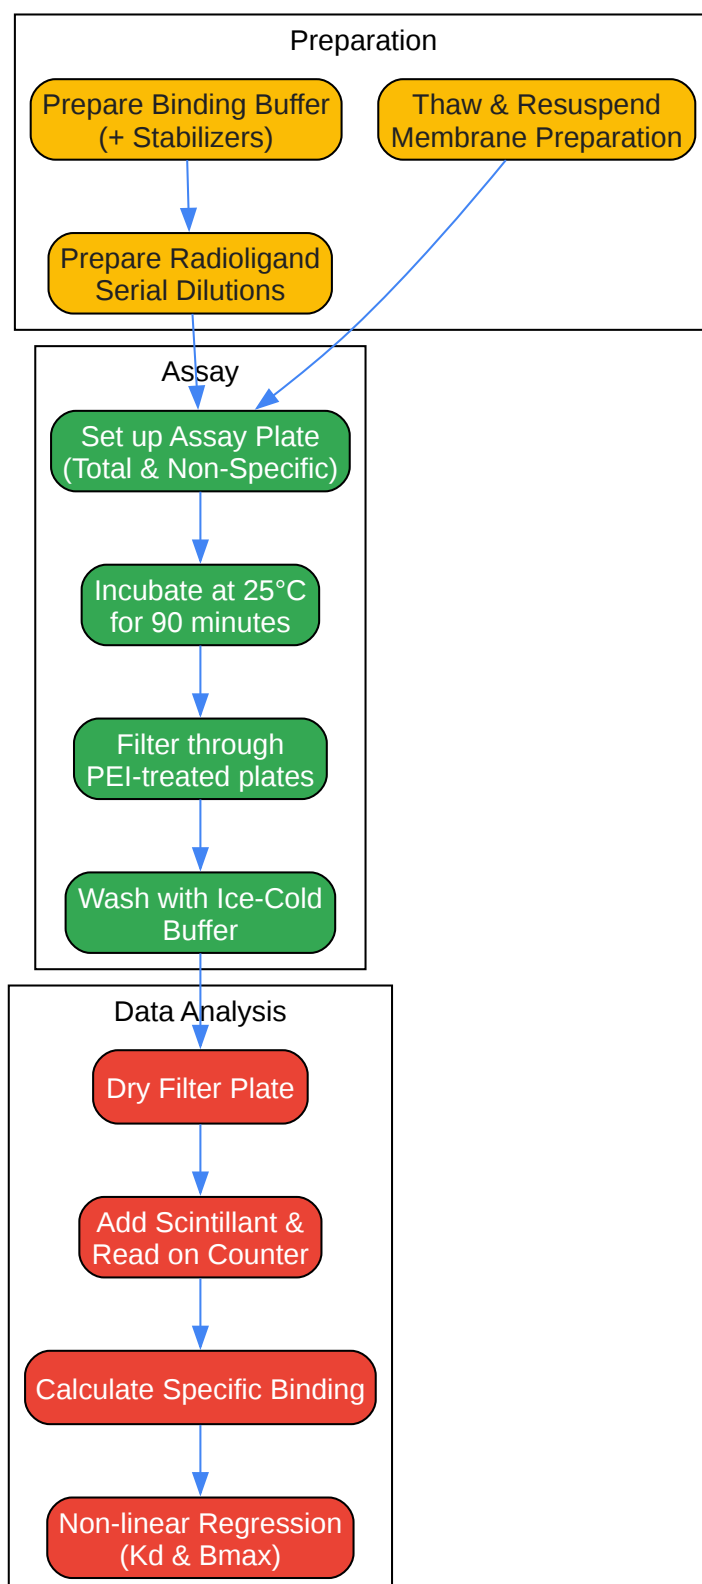 Preparation
Prepare Binding Buffer
(+ Stabilizers)
Thaw & Resuspend
Membrane Preparation
Prepare Radioligand
Serial Dilutions
Assay
Set up Assay Plate
(Total & Non-Specific)
Incubate at 25°C
for 90 minutes
Filter through
PEI-treated plates
Wash with Ice-Cold
Buffer
Data Analysis
Dry Filter Plate
Add Scintillant &
Read on Counter
Calculate Specific Binding
Non-linear Regression
(Kd & Bmax)